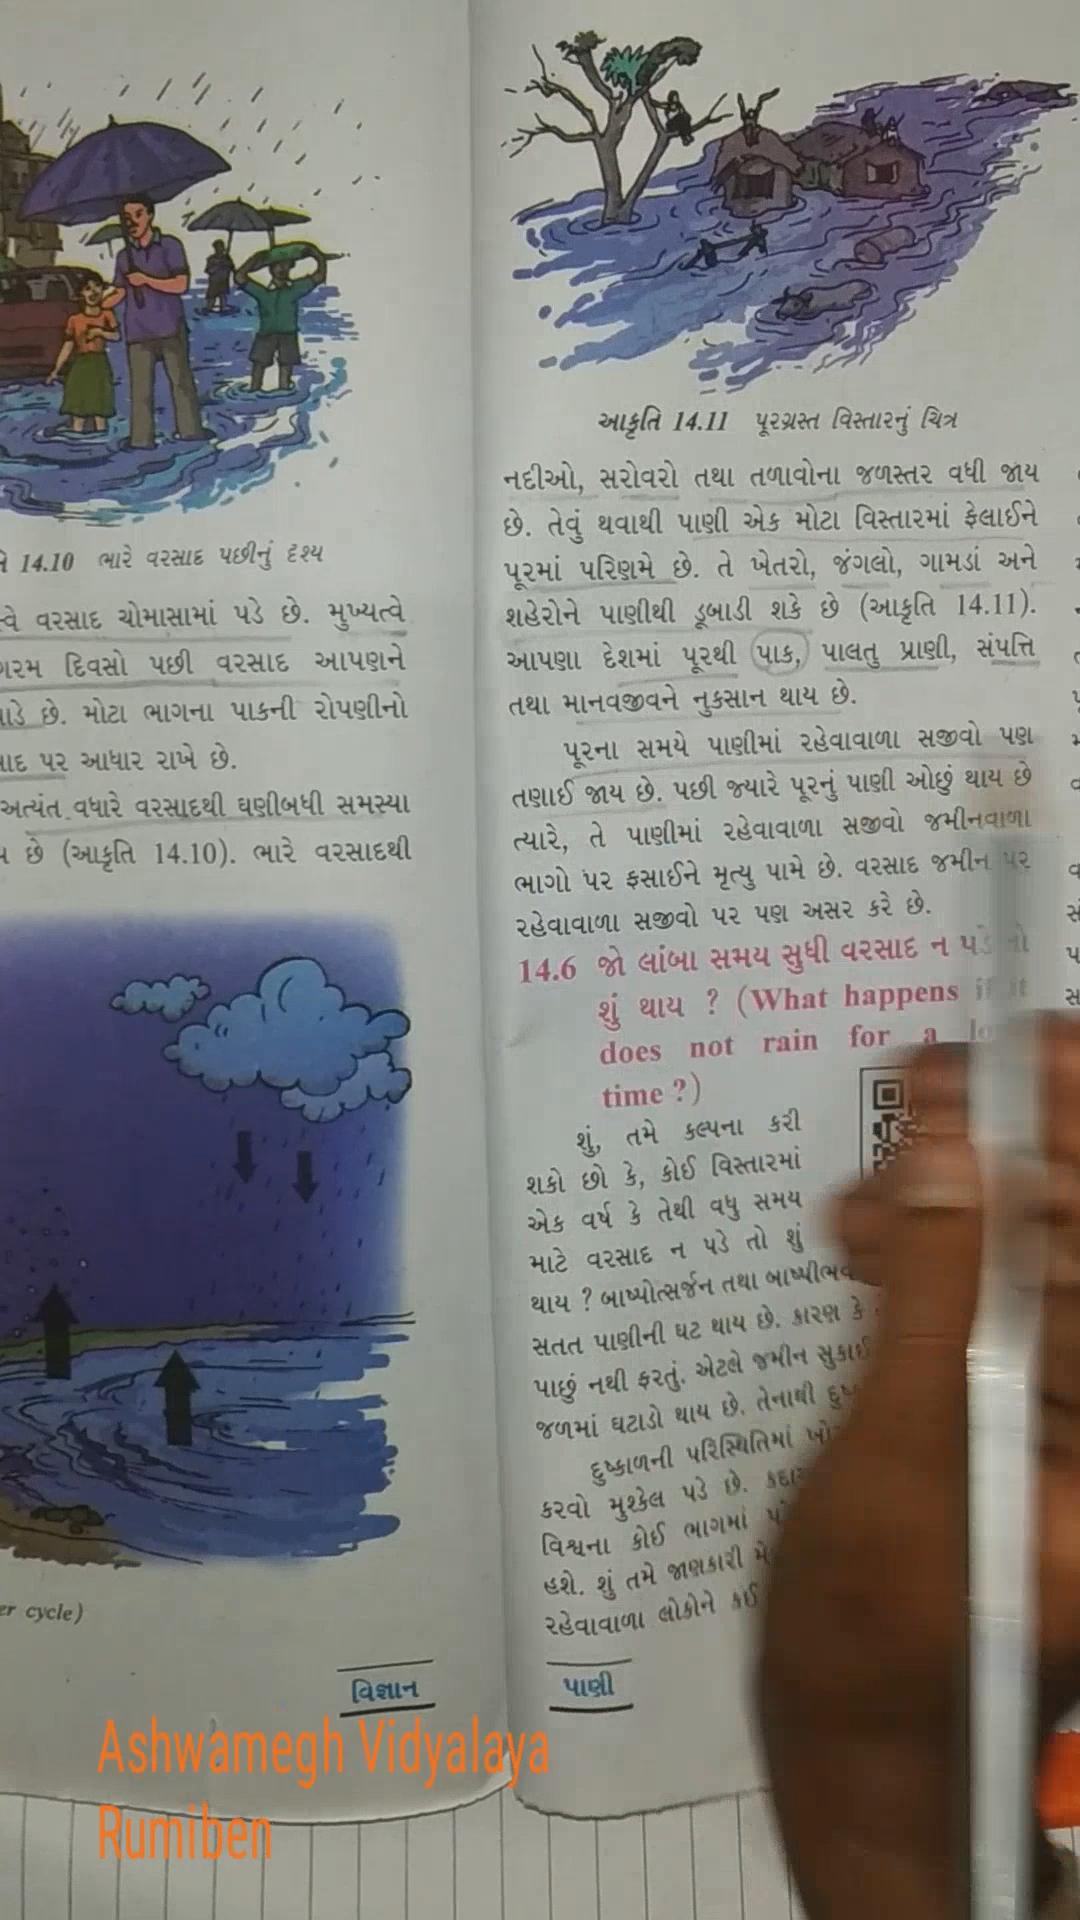 14.10 ભારે વરસાદ પછીનું દૃશ્ય
વરસાદ ચોમાસામાં પડે છે. મુખ્યત્વે
ગરમ દિવસો પછી વરસાદ આપણને
છે. મોટા ભાગના પાકની રોપણીનો
પર આધાર રાખે છે.
અત્યંત વધારે વરસાદથી ઘણીબધી સમસ્યા
છે (આકૃતિ 14.10). ભારે વરસાદથી
cycle)
વિજ્ઞાન
આકૃતિ 14.11 પૂરગ્રસ્ત વિસ્તારનું ચિત્ર
નદીઓ, સરોવરો તથા તળાવોના જળસ્તર વધી જાય
છે. તેવું થવાથી પાણી એક મોટા વિસ્તારમાં ફેલાઈને
પૂરમાં પરિણમે છે. તે ખેતરો, જંગલો, ગામડાં અને
શહેરોને પાણીથી ડૂબાડી શકે છે (આકૃતિ 14.11).
આપણા દેશમાં પૂરથી પાક, પાલતુ પ્રાણી, સંપત્તિ
તથા માનવજીવને નુકસાન થાય છે.
પૂરના સમયે પાણીમાં રહેવાવાળા સજીવો પણ
તણાઈ જાય છે. પછી જ્યારે પૂરનું પાણી ઓછું થાય છે
ત્યારે, તે પાણીમાં રહેવાવાળા સજીવો જમીનવાળા
ભાગો પર ફસાઈને મૃત્યુ પામે છે. વરસાદ જમીન પર
રહેવાવાળા સજીવો પર પણ અસર કરે છે.
14.6 જો લાંબા સમય સુધી વરસાદ ન પડે તો
શું થાય ? (What happens if it
does not rain for a
time ?)
શું, તમે કલ્પના કરી
શકો છો કે, કોઈ વિસ્તારમાં
એક વર્ષ કે તેથી વધુ સમય
માટે વરસાદ ન પડે તો શું
થાય ? બાષ્પોત્સર્જન તથા
સતત પાણીની ઘટ થાય છે. કારણ કે
પાછું નથી ફરતું. એટલે જમીન
જળમાં ઘટાડો થાય છે. તેનાથી
દુષ્કાળની પરિસ્થિતિમાં
કરવો મુશ્કેલ પડે છે.
વિશ્વના કોઈ ભાગમાં
હશે. શું તમે જાણકારી
રહેવાવાળા લોકોને કઈ
પાણી
Ashwamegh Vidyalaya
Rumiben